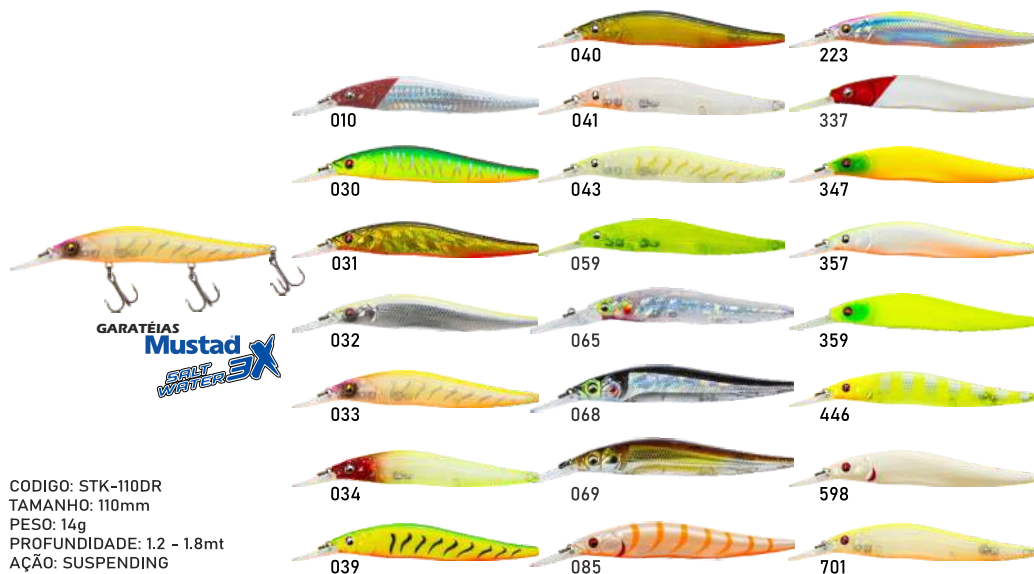 GARATÉIAS
Mustad
SALT
WATER 3X
CODIGO: STK-110DR
TAMANHO: 110mm
PESO: 14g
PROFUNDIDADE: 1.2 - 1.8mt
AÇÃO: SUSPENDING
010
030
031
032
033
034
039
040
041
043
059
065
068
069
085
223
337
347
357
359
446
598
701